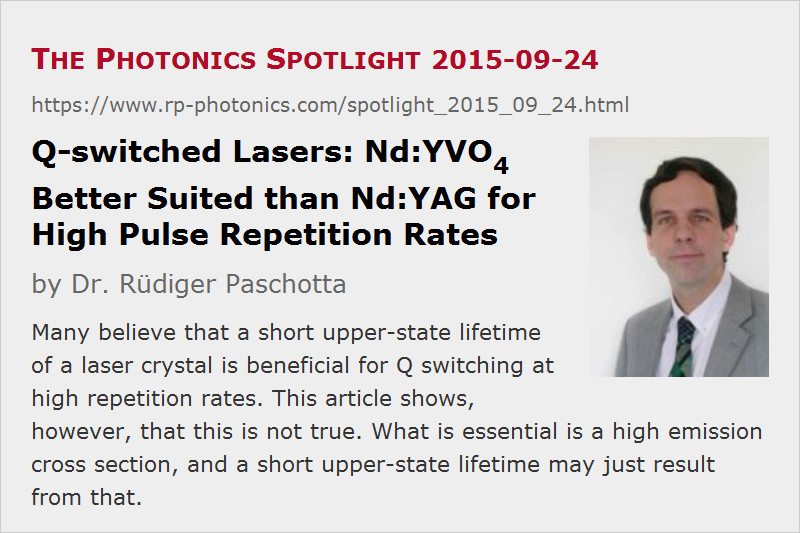 The Photonics Spotlight 2015-09-24
https://www.rp-photonics.com/spotlight_2015_09_24.html
Q-switched Lasers: Nd:YVO4
Better Suited than Nd:YAG for
High Pulse Repetition Rates
by Dr. Rüdiger Paschotta
Many believe that a short upper-state lifetime
of a laser crystal is beneficial for Q switching at
high repetition rates. This article shows,
however, that this is not true. What is essential is a high emission
cross section, and a short upper-state lifetime may just result
from that.